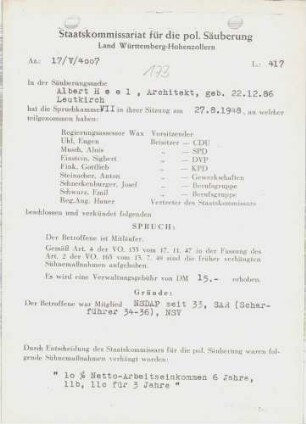 Staatskommissariat für die pol. Säuberung
Land Württemberg-Hohenzollern
Az.: 17/V/4007
173
L.: 417
In der Säuberungssache
Albert Heel, Architekt, geb. 22.12.86
Leutkirch
hat die Spruchkammer VII in ihrer Sitzung am 27.8.1948, an welcher
teilgenommen haben:
Regierungsassessor Wax Vorsitzender
Uhl, Eugen Beisitzer — CDU
Musch, Alois „ — SPD
Einstein, Sigbert „ — DVP
Fink, Gottlieb „ — KPD
Steinacher, Anton „ — Gewerkschaften
Schneckenburger, Josef „ — Berufsgruppe
Schwarz, Emil „ — Berufsgruppe
Reg.Ang. Hauer Vertreter des Staatskommissars
beschlossen und verkündet folgenden
SPRUCH:
Der Betroffene ist Mitläufer.
Gemäß Art. 4 der VO. 133 vom 17. 11. 47 in der Fassung des
Art. 2 der VO. 165 vom 13. 7. 48 sind die früher verhängten
Sühnemaßnahmen aufgehoben.
Es wird eine Verwaltungsgebühr von DM 15.- erhoben.
Gründe:
Der Betroffene war Mitglied NSDAP seit 33, SAR (Schar-
führer 34-36), NSV
Durch Entscheidung des Staatskommissars für die pol. Säuberung waren fol-
gende Sühnemaßnahmen verhängt worden:
" 10 % Netto-Arbeitseinkommen 6 Jahre,
11b, 11c für 3 Jahre "